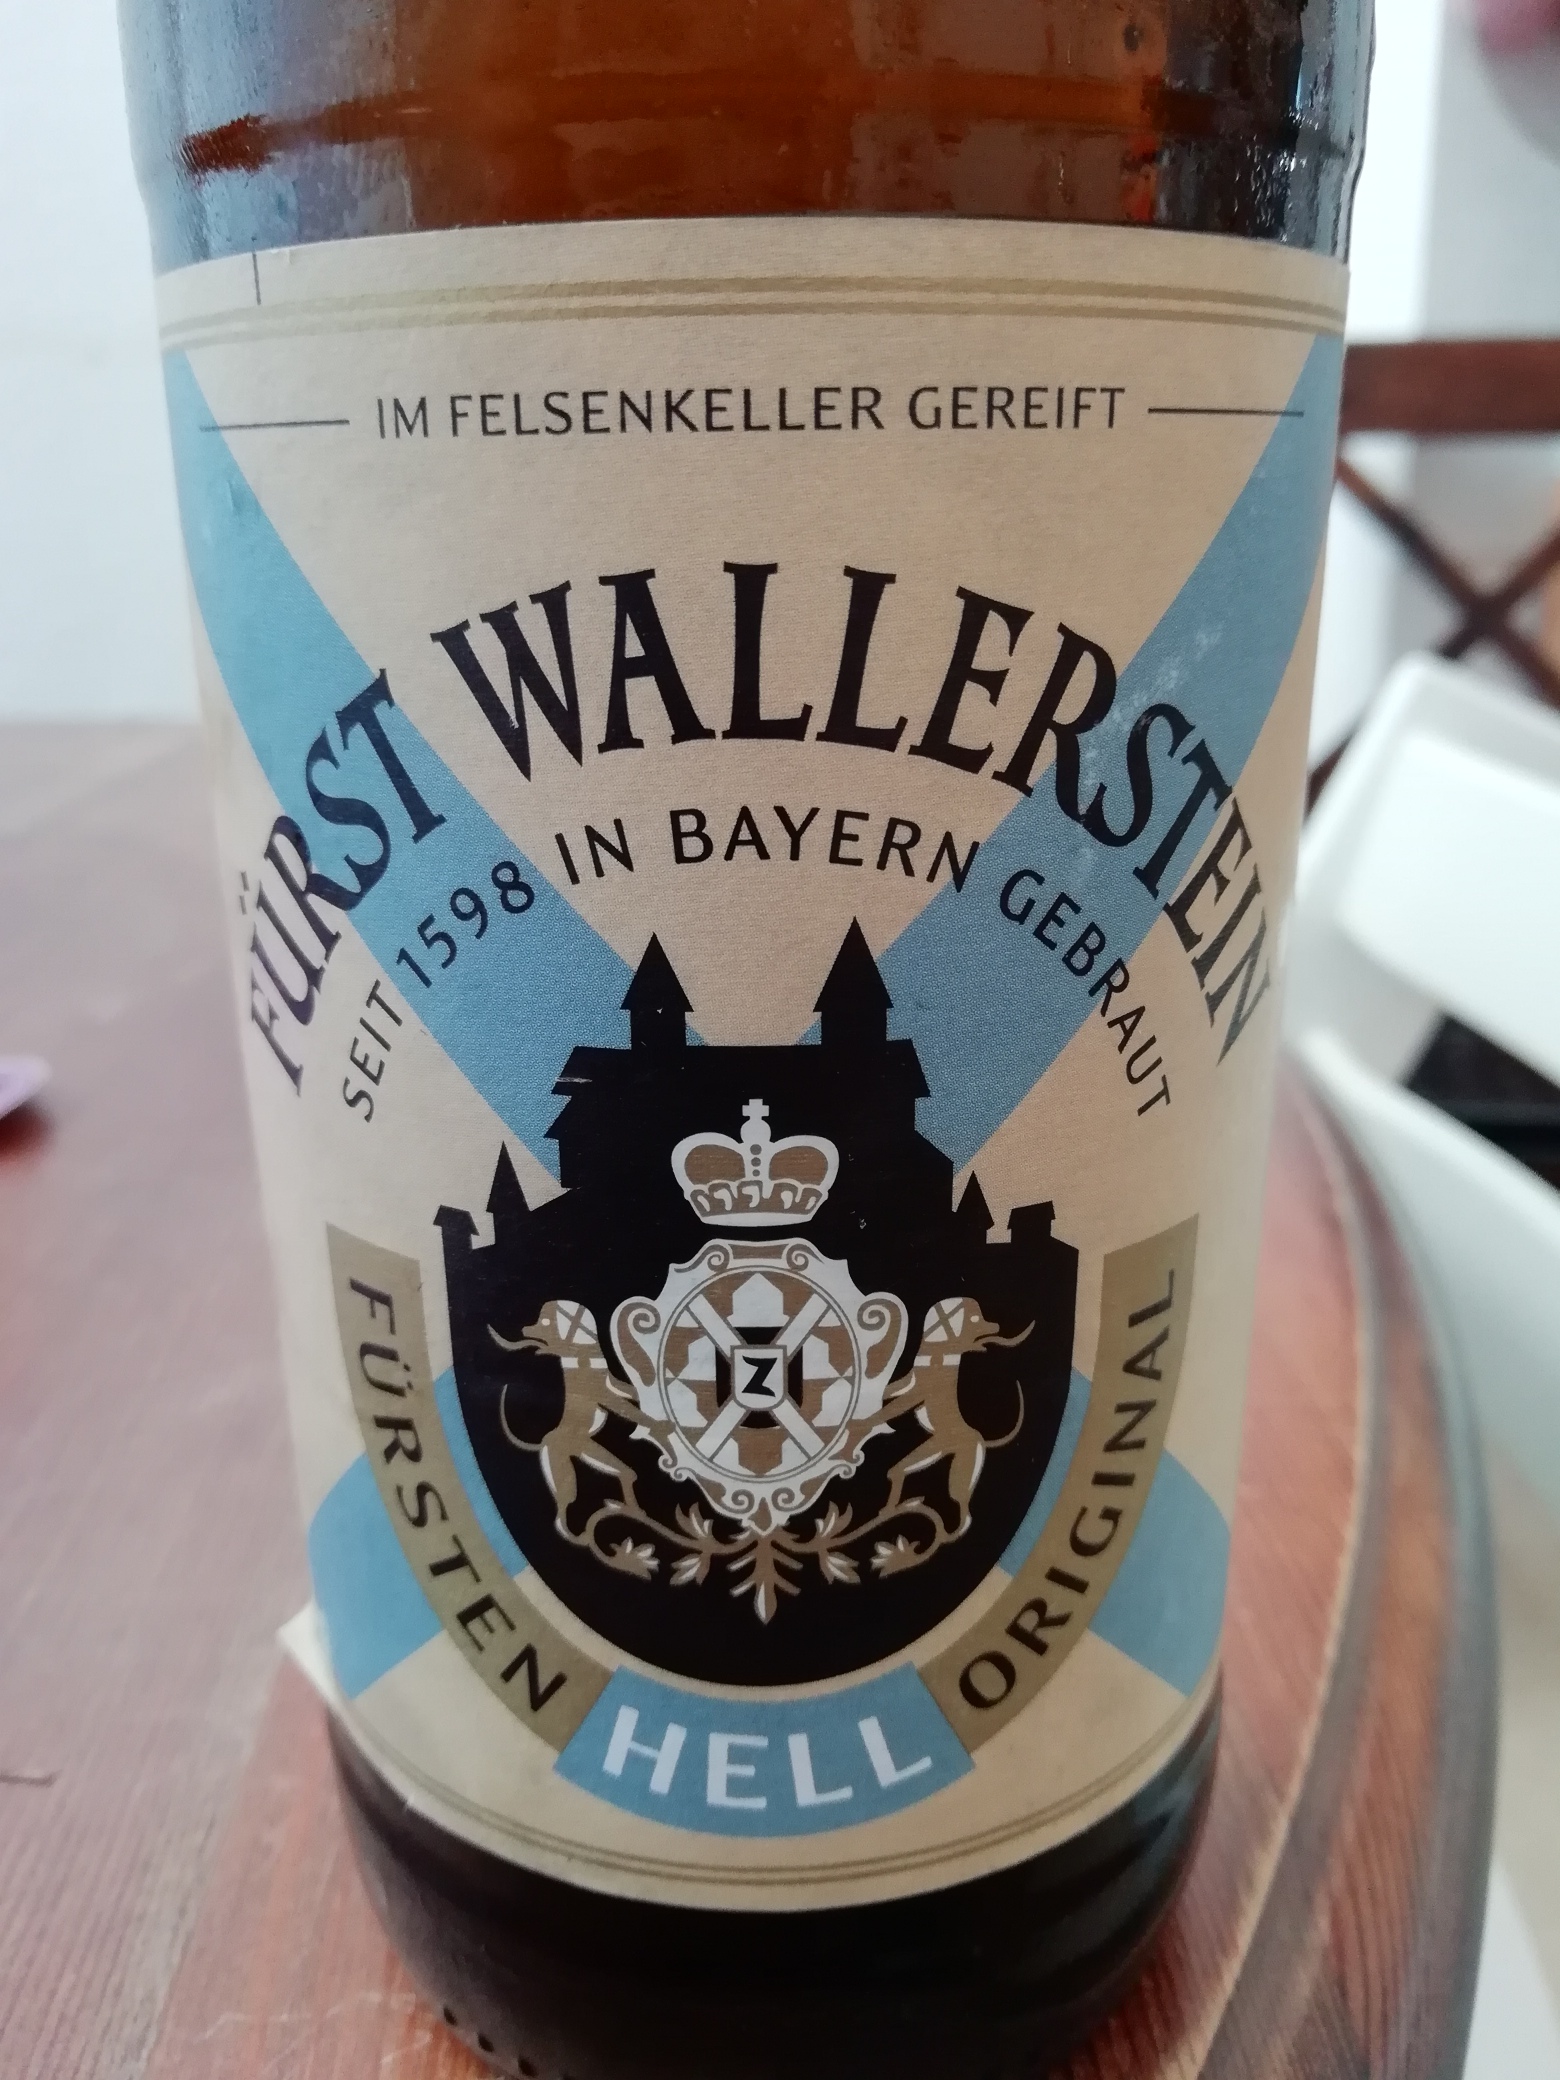 IM FELSENKELLER GEREIFT
FÜRST WALLERSTEIN
SEIT 1598 IN BAYERN GEBRAUT
Z
FÜRSTEN HELL ORIGINAL